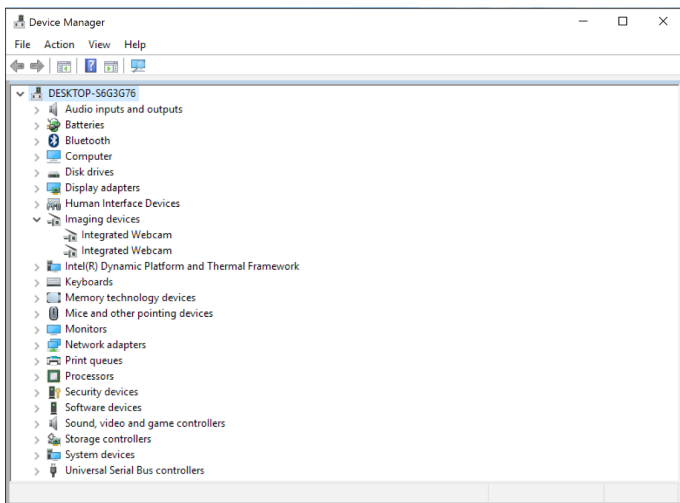 Device Manager
File Action View Help
DESKTOP-S6G3G76
Audio inputs and outputs
Batteries
Bluetooth
Computer
Disk drives
Display adapters
Human Interface Devices
Imaging devices
Integrated Webcam
Integrated Webcam
Intel(R) Dynamic Platform and Thermal Framework
Keyboards
Memory technology devices
Mice and other pointing devices
Monitors
Network adapters
Print queues
Processors
Security devices
Software devices
Sound, video and game controllers
Storage controllers
System devices
Universal Serial Bus controllers